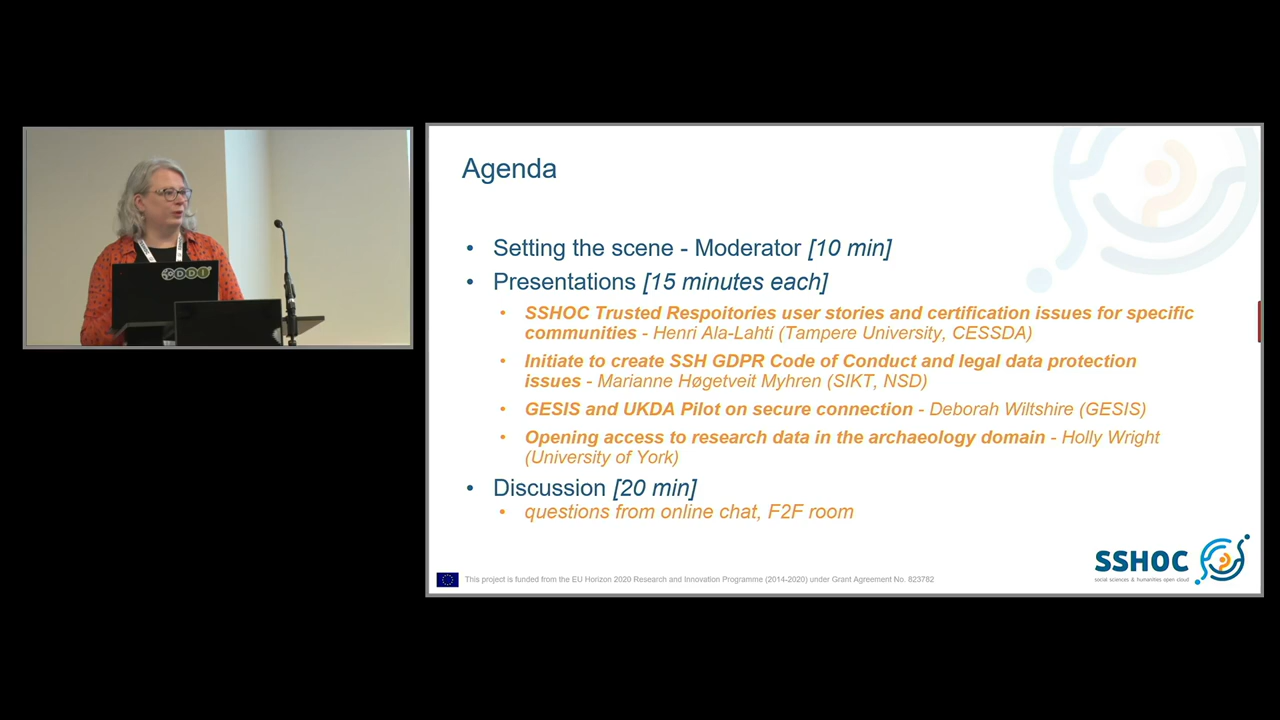 DDI
Agenda
• Setting the scene - Moderator [10 min]
• Presentations [15 minutes each]
• SSHOC Trusted Respoitories user stories and certification issues for specific
communities - Henri Ala-Lahti (Tampere University, CESSDA)
• Initiate to create SSH GDPR Code of Conduct and legal data protection
issues - Marianne Høgetveit Myhren (SIKT, NSD)
• GESIS and UKDA Pilot on secure connection - Deborah Wiltshire (GESIS)
• Opening access to research data in the archaeology domain - Holly Wright
(University of York)
• Discussion [20 min]
• questions from online chat, F2F room
This project is funded from the EU Horizon 2020 Research and Innovation Programme (2014-2020) under Grant Agreement No. 823782
SSHOC
social sciences & humanities open cloud